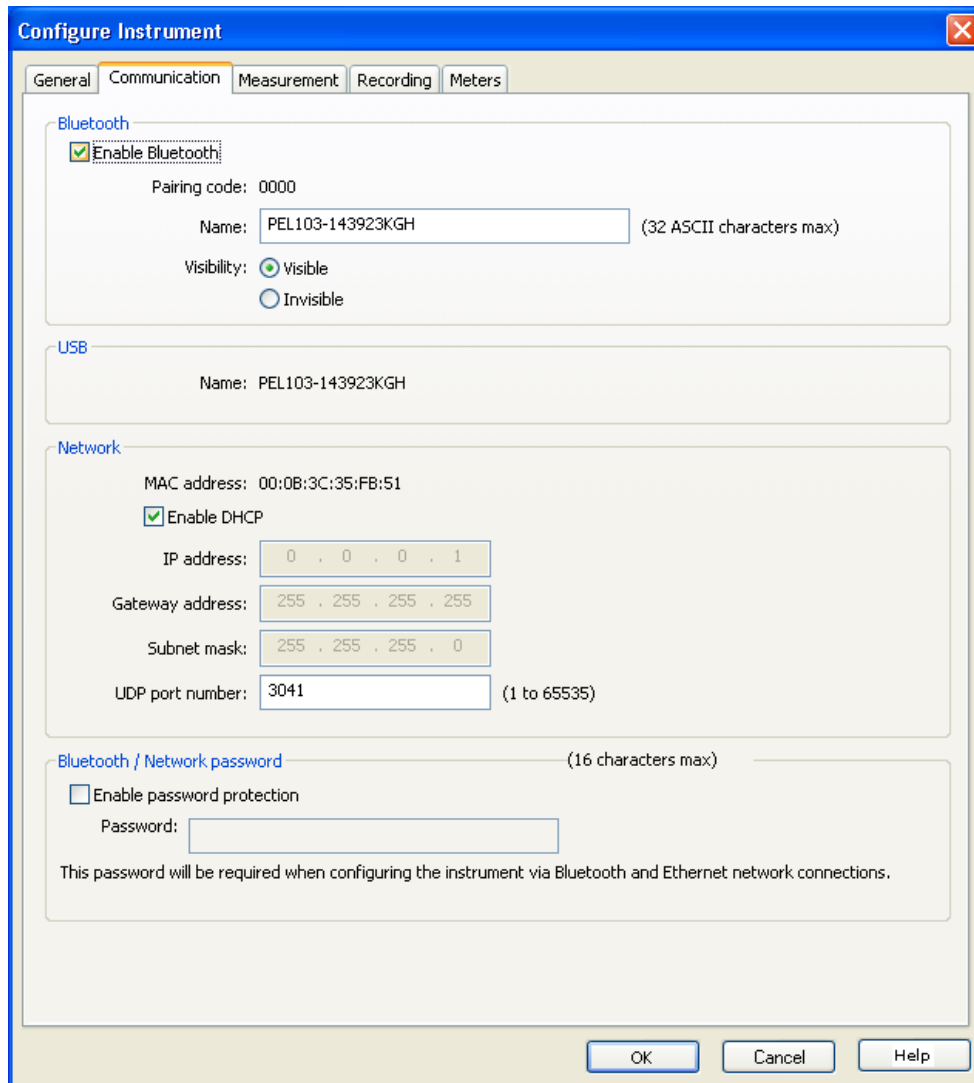 Configure Instrument
General Communication Measurement Recording Meters
Bluetooth
Enable Bluetooth
Pairing code: 0000
Name: PEL103-143923KGH (32 ASCII characters max)
Visibility: Visible
Invisible
USB
Name: PEL103-143923KGH
Network
MAC address: 00:0B:3C:35:FB:51
Enable DHCP
IP address: 0 . 0 . 0 . 1
Gateway address: 255 . 255 . 255 . 255
Subnet mask: 255 . 255 . 255 . 0
UDP port number: 3041 (1 to 65535)
Bluetooth / Network password (16 characters max)
Enable password protection
Password:
This password will be required when configuring the instrument via Bluetooth and Ethernet network connections.
OK Cancel Help